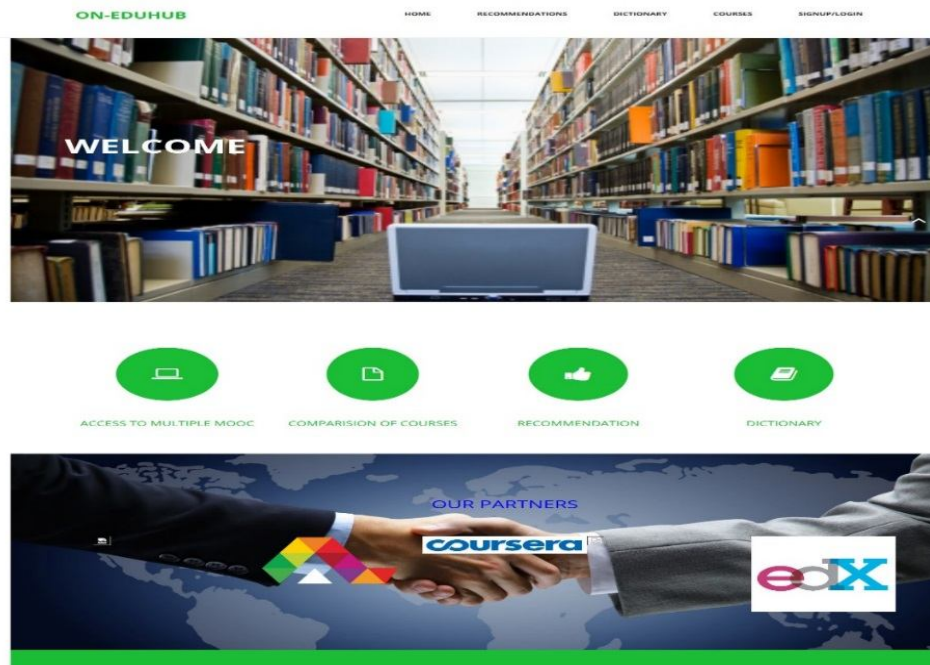 ON-EDUHUB
HOME RECOMMENDATIONS DICTIONARY COURSES SIGNUP/LOGIN
WELCOME
ACCESS TO MULTIPLE MOOC COMPARISION OF COURSES RECOMMENDATION DICTIONARY
OUR PARTNERS
coursera
edX